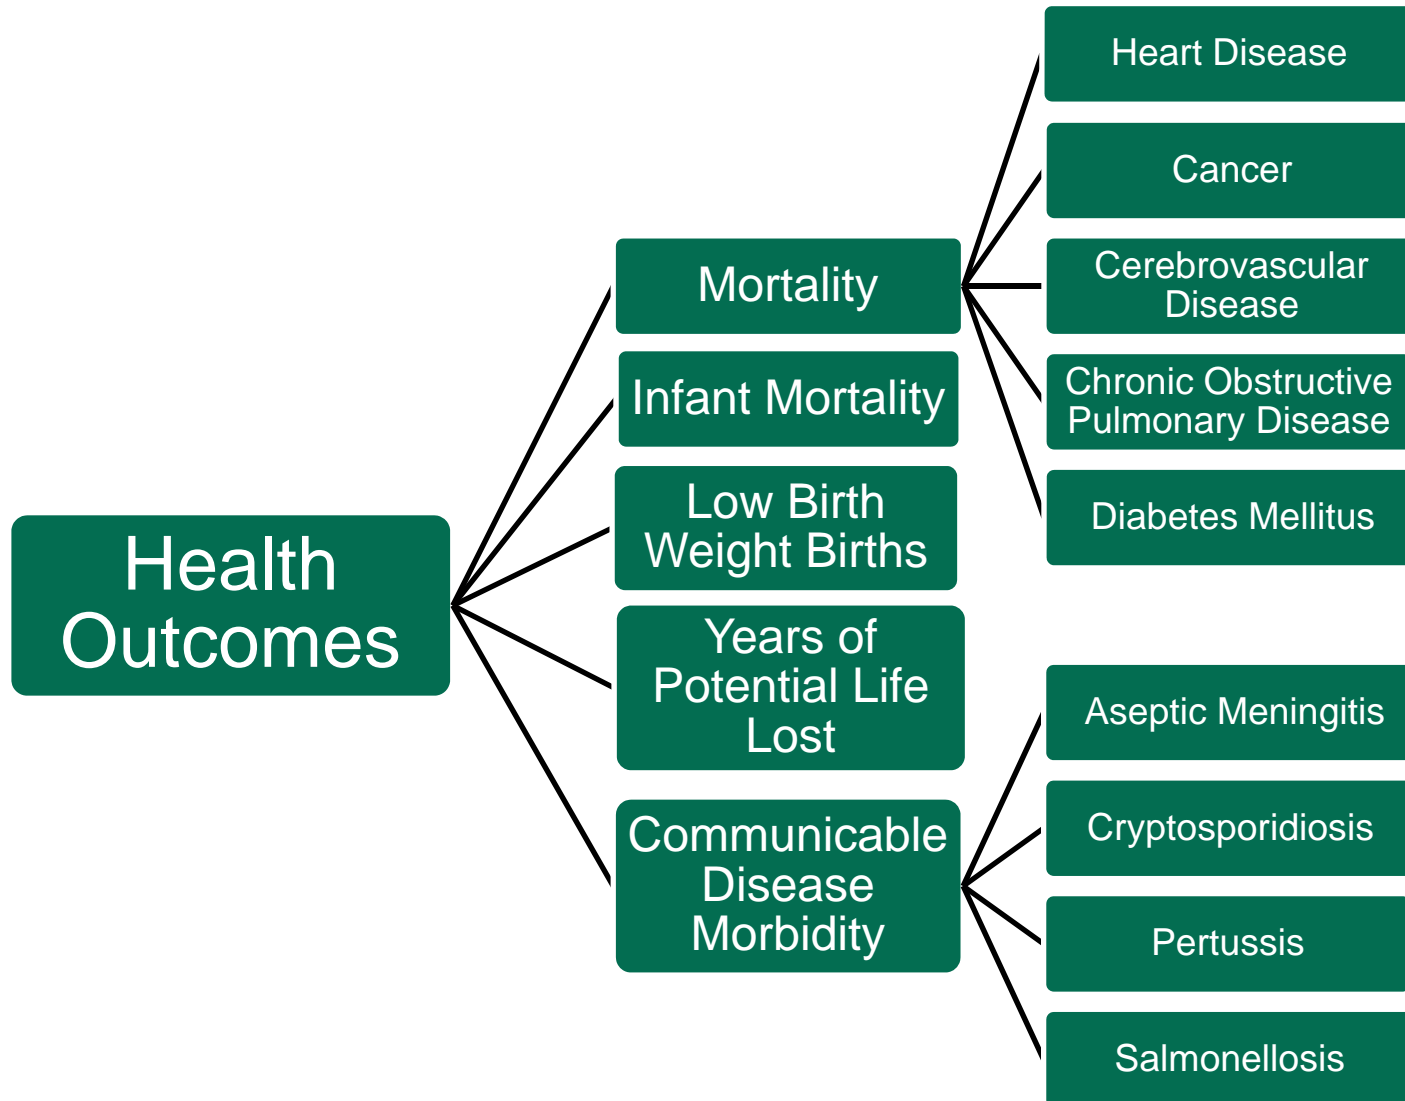 Health
Outcomes
Mortality
Infant Mortality
Low Birth
Weight Births
Years of
Potential Life
Lost
Communicable
Disease
Morbidity
Heart Disease
Cancer
Cerebrovascular
Disease
Chronic Obstructive
Pulmonary Disease
Diabetes Mellitus
Aseptic Meningitis
Cryptosporidiosis
Pertussis
Salmonellosis